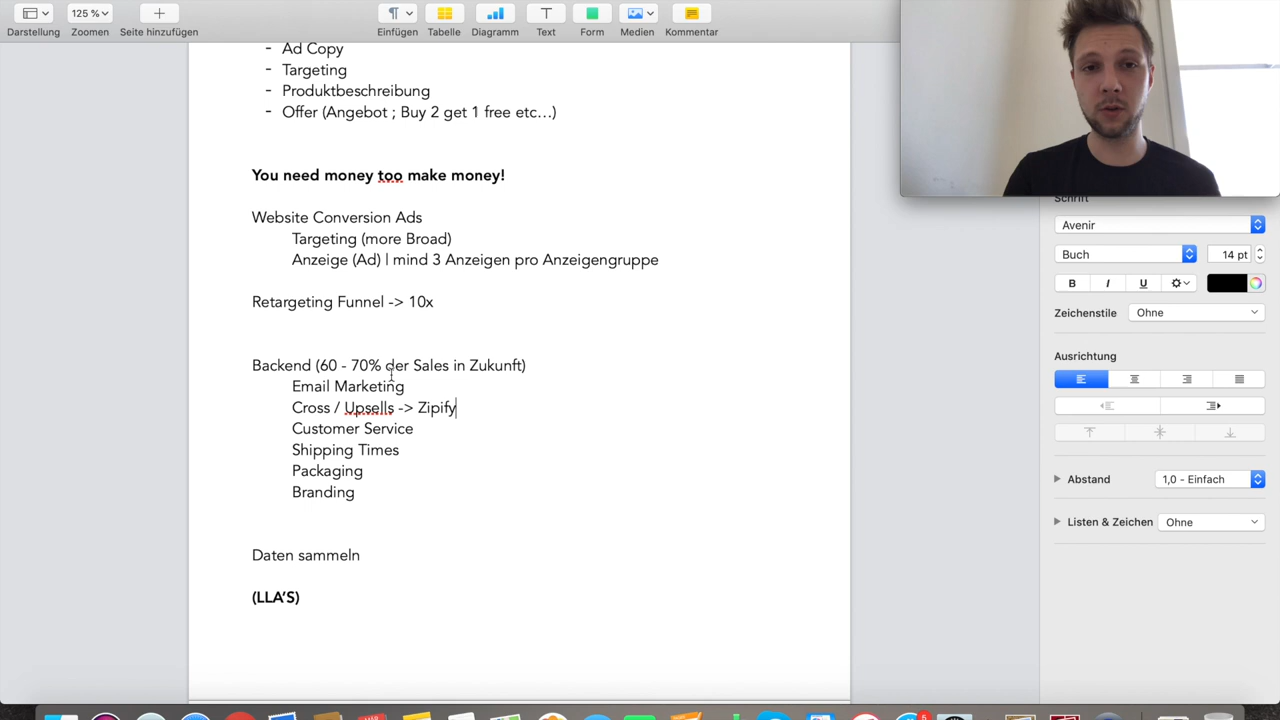 125 %
Darstellung
Zoomen
Seite hinzufügen
Einfügen
Tabelle
Diagramm
Text
Form
Medien
Kommentar
- Ad Copy
- Targeting
- Produktbeschreibung
- Offer (Angebot ; Buy 2 get 1 free etc...)
You need money too make money!
Website Conversion Ads
Targeting (more Broad)
Anzeige (Ad) | mind 3 Anzeigen pro Anzeigengruppe
Retargeting Funnel -> 10x
Backend (60 - 70% der Sales in Zukunft)
Email Marketing
Cross / Upsells -> Zipify
Customer Service
Shipping Times
Packaging
Branding
Daten sammeln
(LLA'S)
Schrift
Avenir
Buch
14 pt
B I U
Zeichenstile
Ohne
Ausrichtung
Abstand
1,0 - Einfach
Listen & Zeichen
Ohne